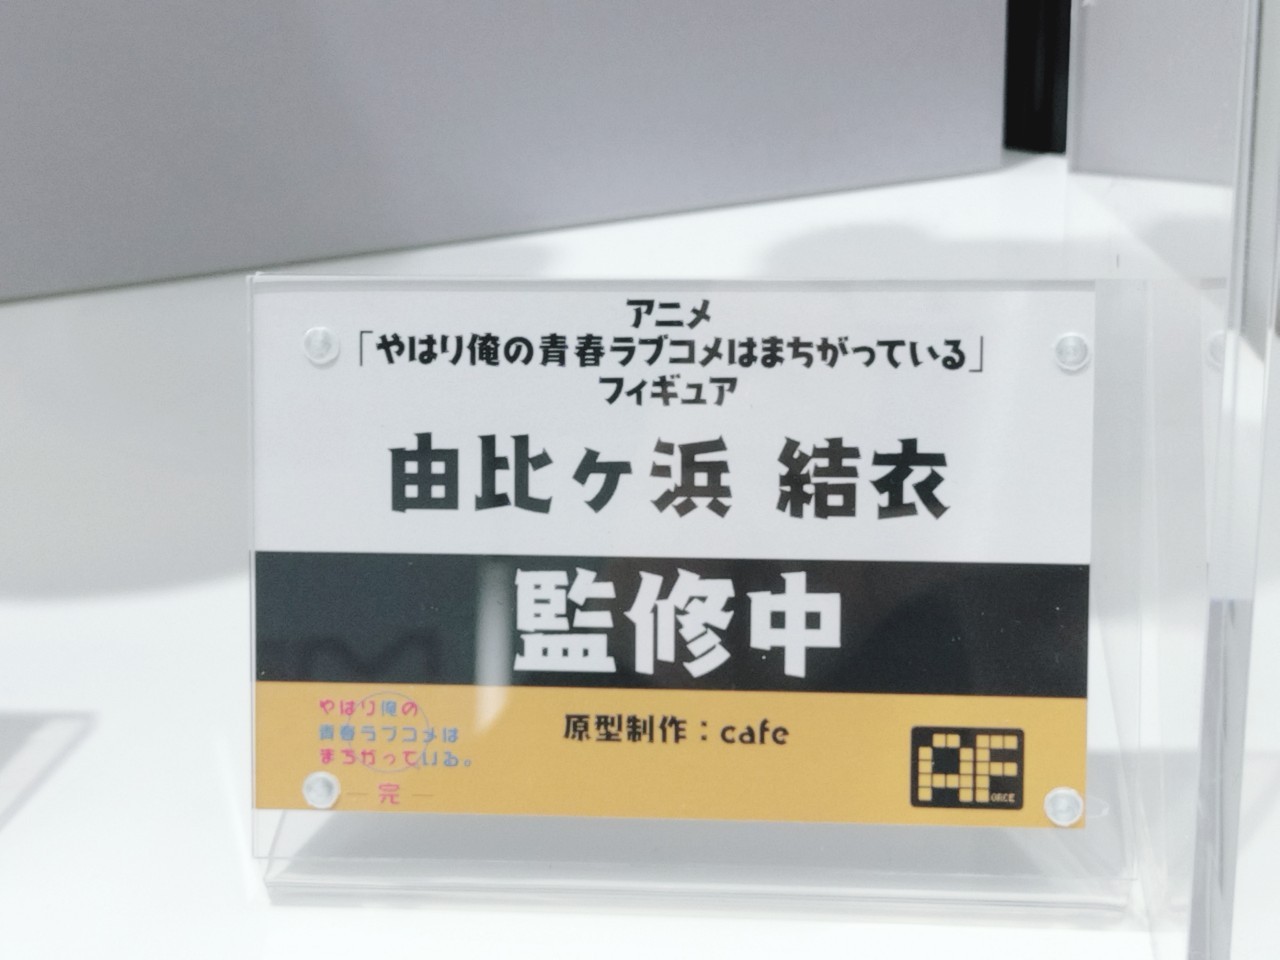 アニメ
「やはり俺の青春ラブコメはまちがっている」
フィギュア
由比ヶ浜 結衣
監修中
やはり俺の
青春ラブコメは
まちがっている。
完
原型制作：cafe
AF
ORCE